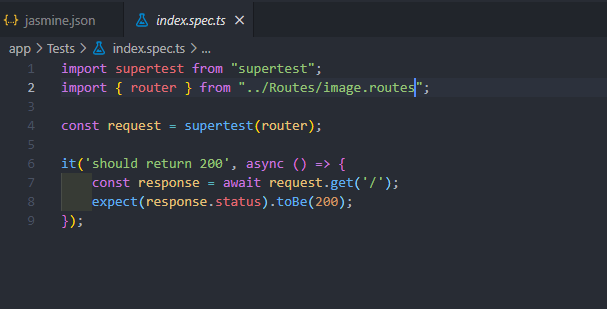 {..} jasmine.json
index.spec.ts ×
app > Tests > index.spec.ts > ...
1 import supertest from "supertest";
2 import { router } from "../Routes/image.routes";
3
4 const request = supertest(router);
5
6 it('should return 200', async () => {
7 const response = await request.get('/');
8 expect(response.status).toBe(200);
9 });